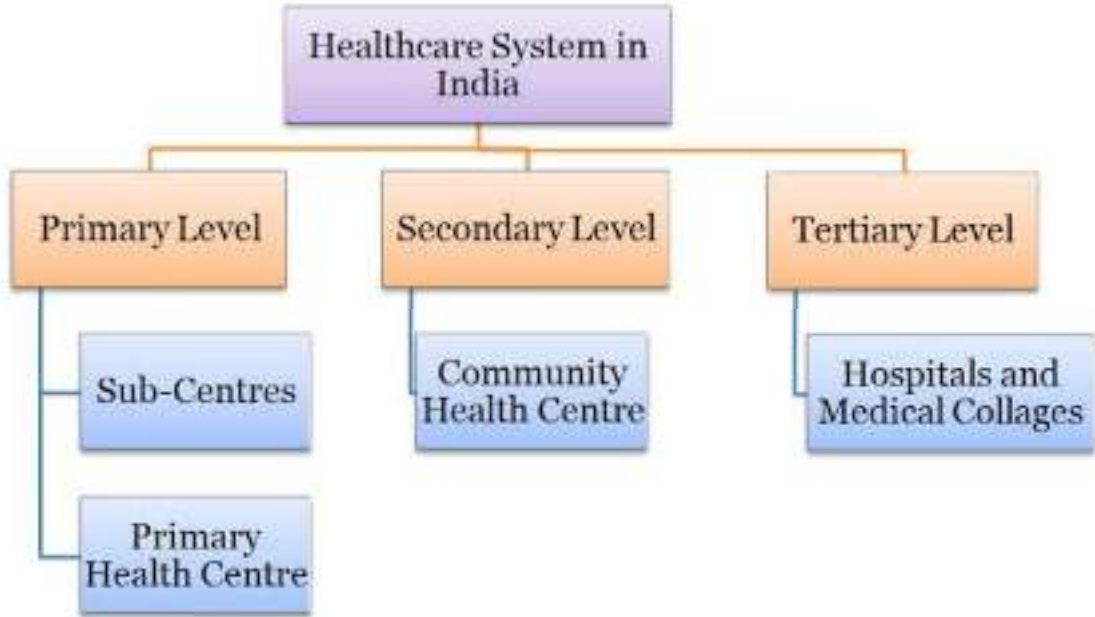 Healthcare System in
India
Primary Level
Secondary Level
Tertiary Level
Sub-Centres
Community
Health Centre
Hospitals and
Medical Collages
Primary
Health Centre